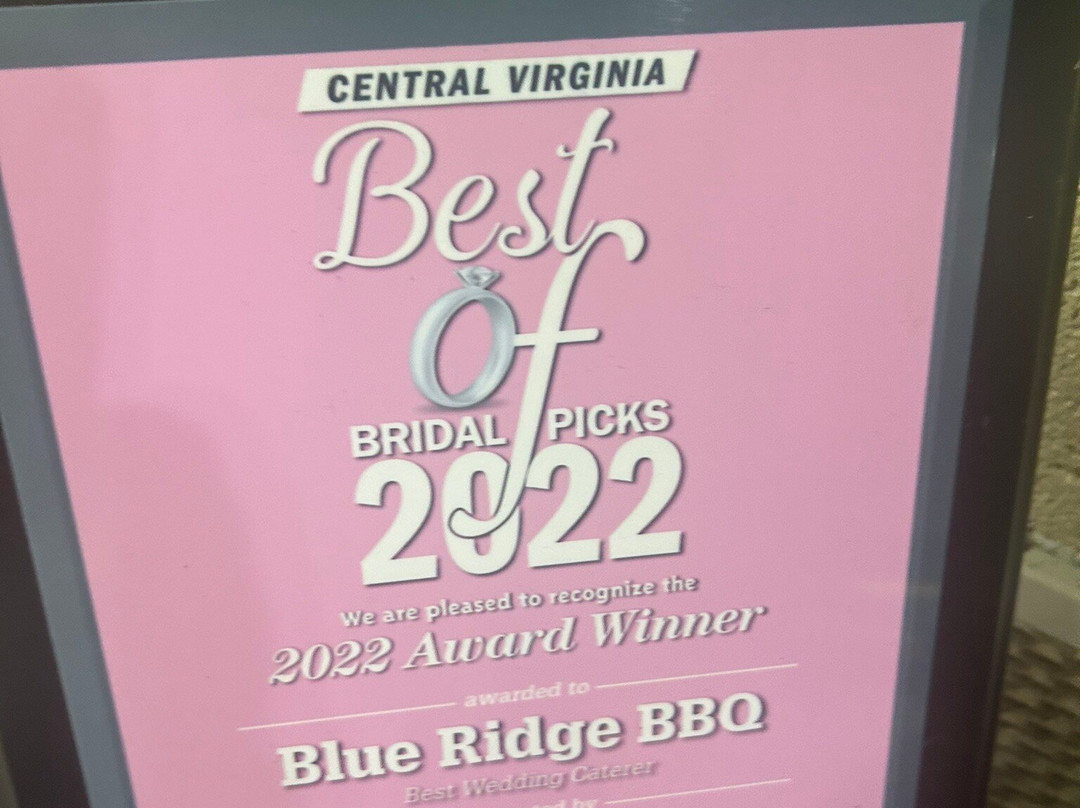 CENTRAL VIRGINIA
Best
Of
BRIDAL PICKS
2022
We are pleased to recognize the
2022 Award Winner
awarded to
Blue Ridge BBQ
Best Wedding Caterer
by